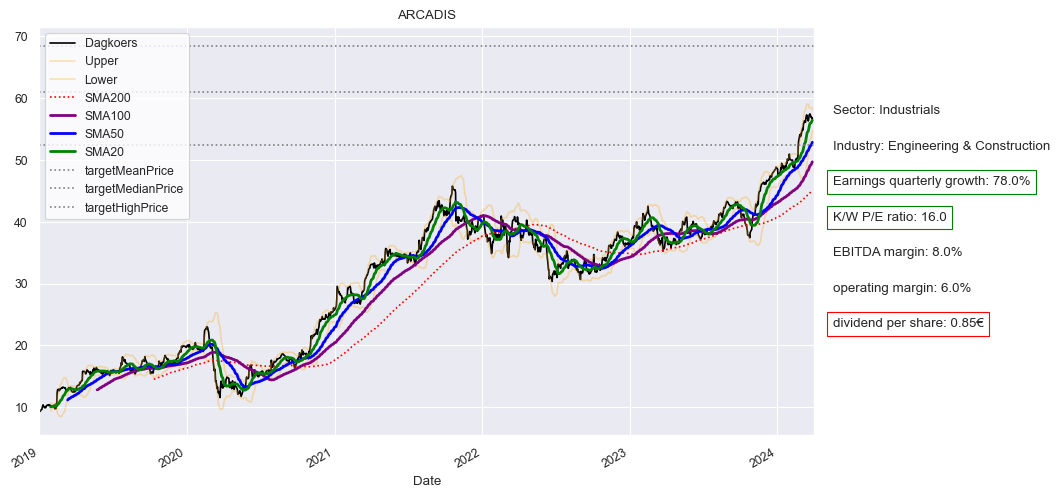 ARCADIS
70
60
50
40
30
20
10
Dagkoers
Upper
Lower
SMA200
SMA100
SMA50
SMA20
targetMeanPrice
targetMedianPrice
targetHighPrice
2019
2020
2021
2022
2023
2024
Date
Sector: Industrials
Industry: Engineering & Construction
Earnings quarterly growth: 78.0%
K/W P/E ratio: 16.0
EBITDA margin: 8.0%
operating margin: 6.0%
dividend per share: 0.85€